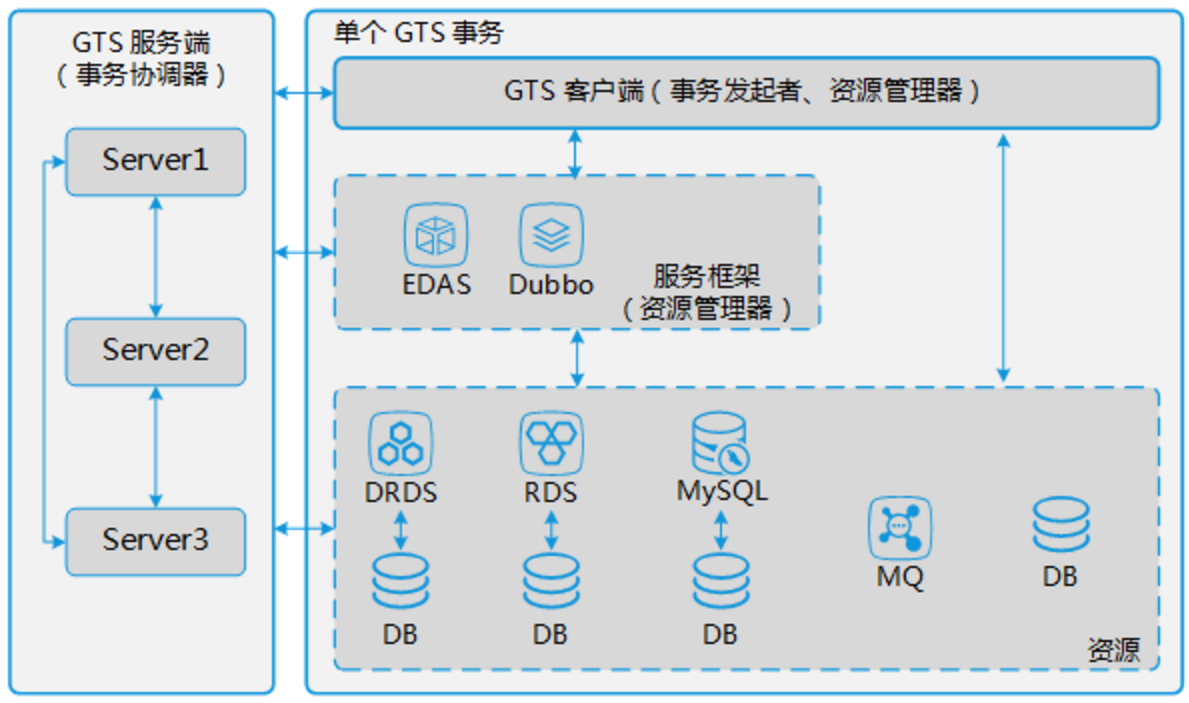 GTS 服务端
（事务协调器）
Server1
Server2
Server3
单个 GTS 事务
GTS 客户端（事务发起者、资源管理器）
EDAS
Dubbo
服务框架
（资源管理器）
DRDS
RDS
MySQL
MQ
DB
DB
DB
DB
资源